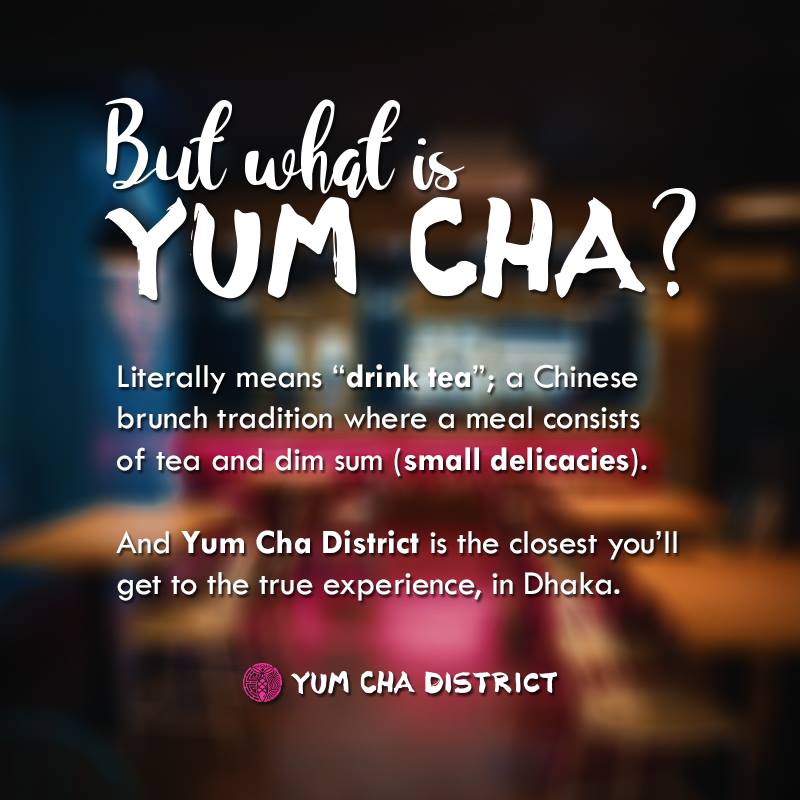 But what is
YUM CHA?
Literally means “drink tea”; a Chinese
brunch tradition where a meal consists
of tea and dim sum (small delicacies).
And Yum Cha District is the closest you’ll
get to the true experience, in Dhaka.
YUM CHA DISTRICT